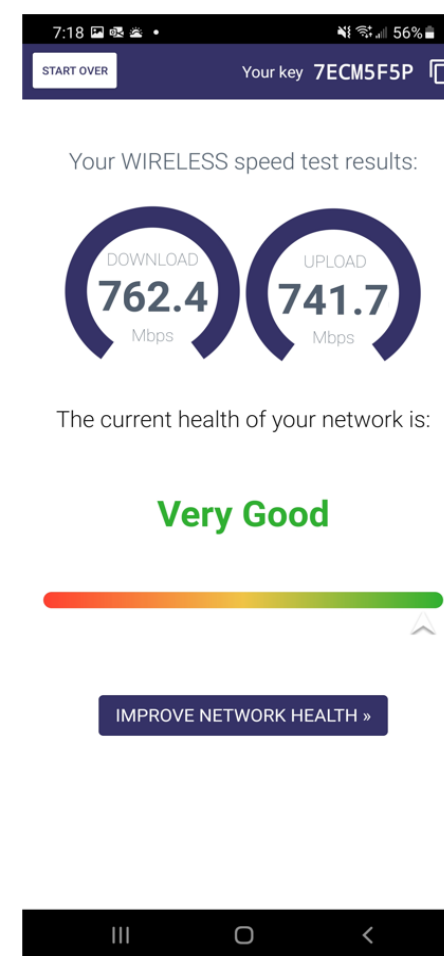 7:18 56%
START OVER Your key 7ECM5F5P
Your WIRELESS speed test results:
DOWNLOAD UPLOAD
762.4 741.7
Mbps Mbps
The current health of your network is:
Very Good
IMPROVE NETWORK HEALTH »